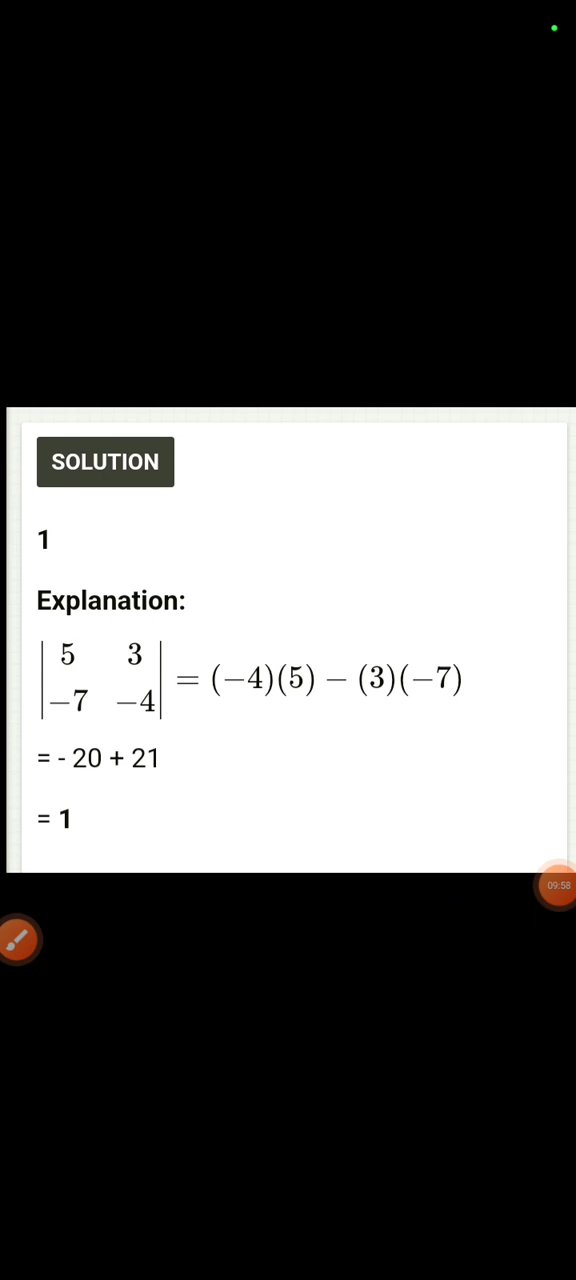 SOLUTION
1
Explanation:
| 5 3 |
| −7 −4 | = (−4)(5) − (3)(−7)
= - 20 + 21
= 1
09:58